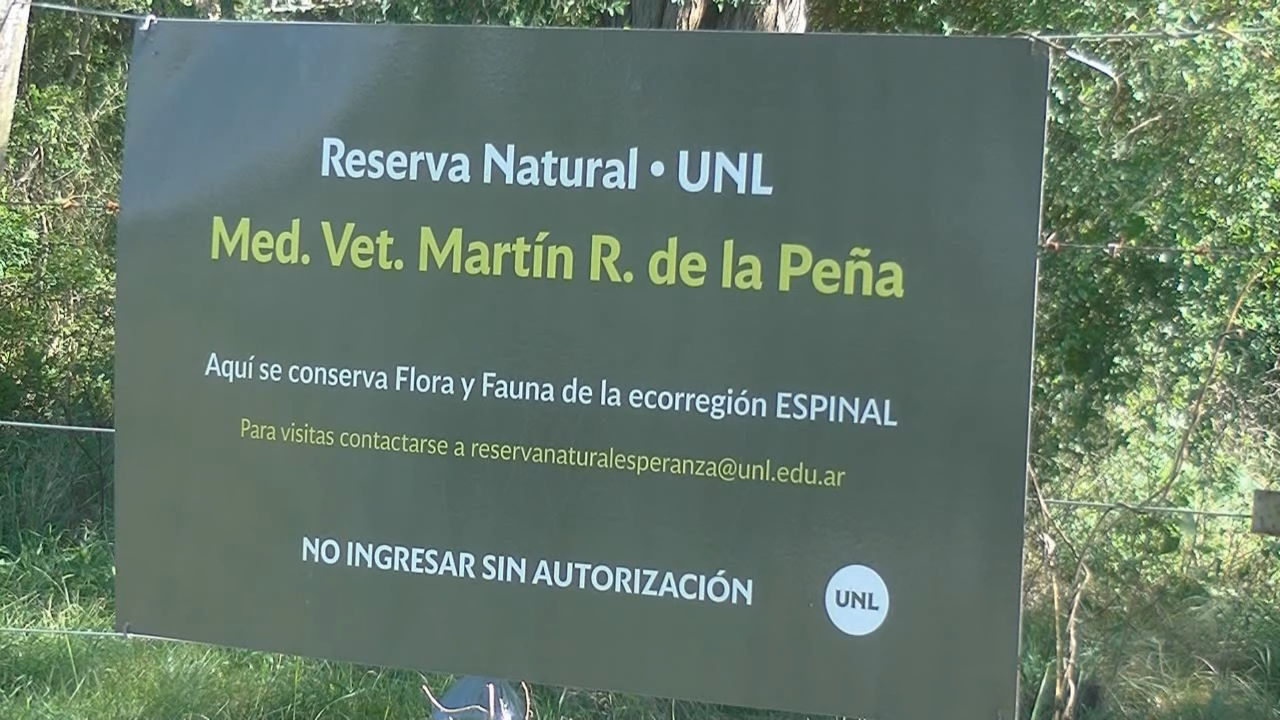 Reserva Natural • UNL
Med. Vet. Martín R. de la Peña
Aquí se conserva Flora y Fauna de la ecorregión ESPINAL
Para visitas contactarse a reservanaturalesperanza@unl.edu.ar
NO INGRESAR SIN AUTORIZACIÓN
UNL